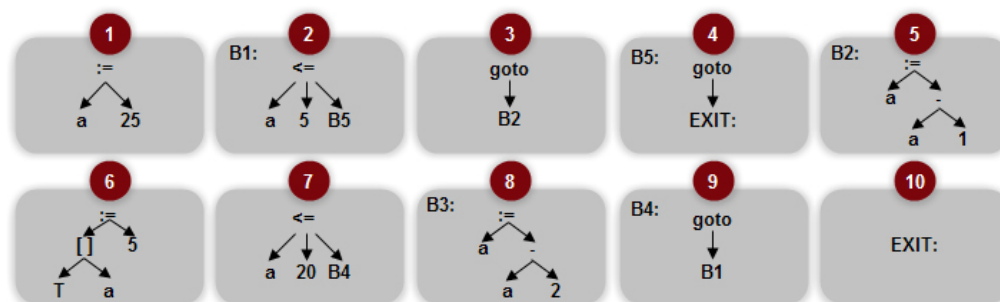 1
:=
a 25
2
B1:
<=
a 5 B5
3
goto
B2
4
B5:
goto
EXIT:
5
B2:
:=
a -
a 1
6
:=
[ ] 5
T a
7
<=
a 20 B4
8
B3:
:=
a -
a 2
9
B4:
goto
B1
10
EXIT: